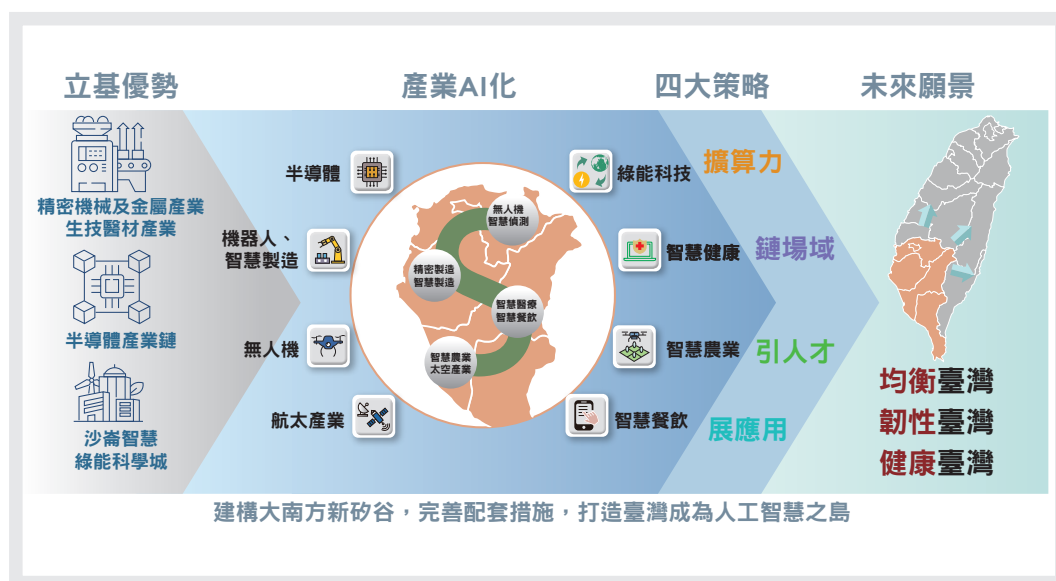 立基優勢
產業AI化
四大策略
未來願景
精密機械及金屬產業
生技醫材產業
半導體產業鏈
沙崙智慧
綠能科學城
半導體
機器人、
智慧製造
無人機
航太產業
無人機
智慧偵測
精密製造
智慧製造
智慧醫療
智慧餐飲
智慧農業
太空產業
綠能科技
智慧健康
智慧農業
智慧餐飲
擴算力
鏈場域
引人才
展應用
均衡臺灣
韌性臺灣
健康臺灣
建構大南方新矽谷，完善配套措施，打造臺灣成為人工智慧之島